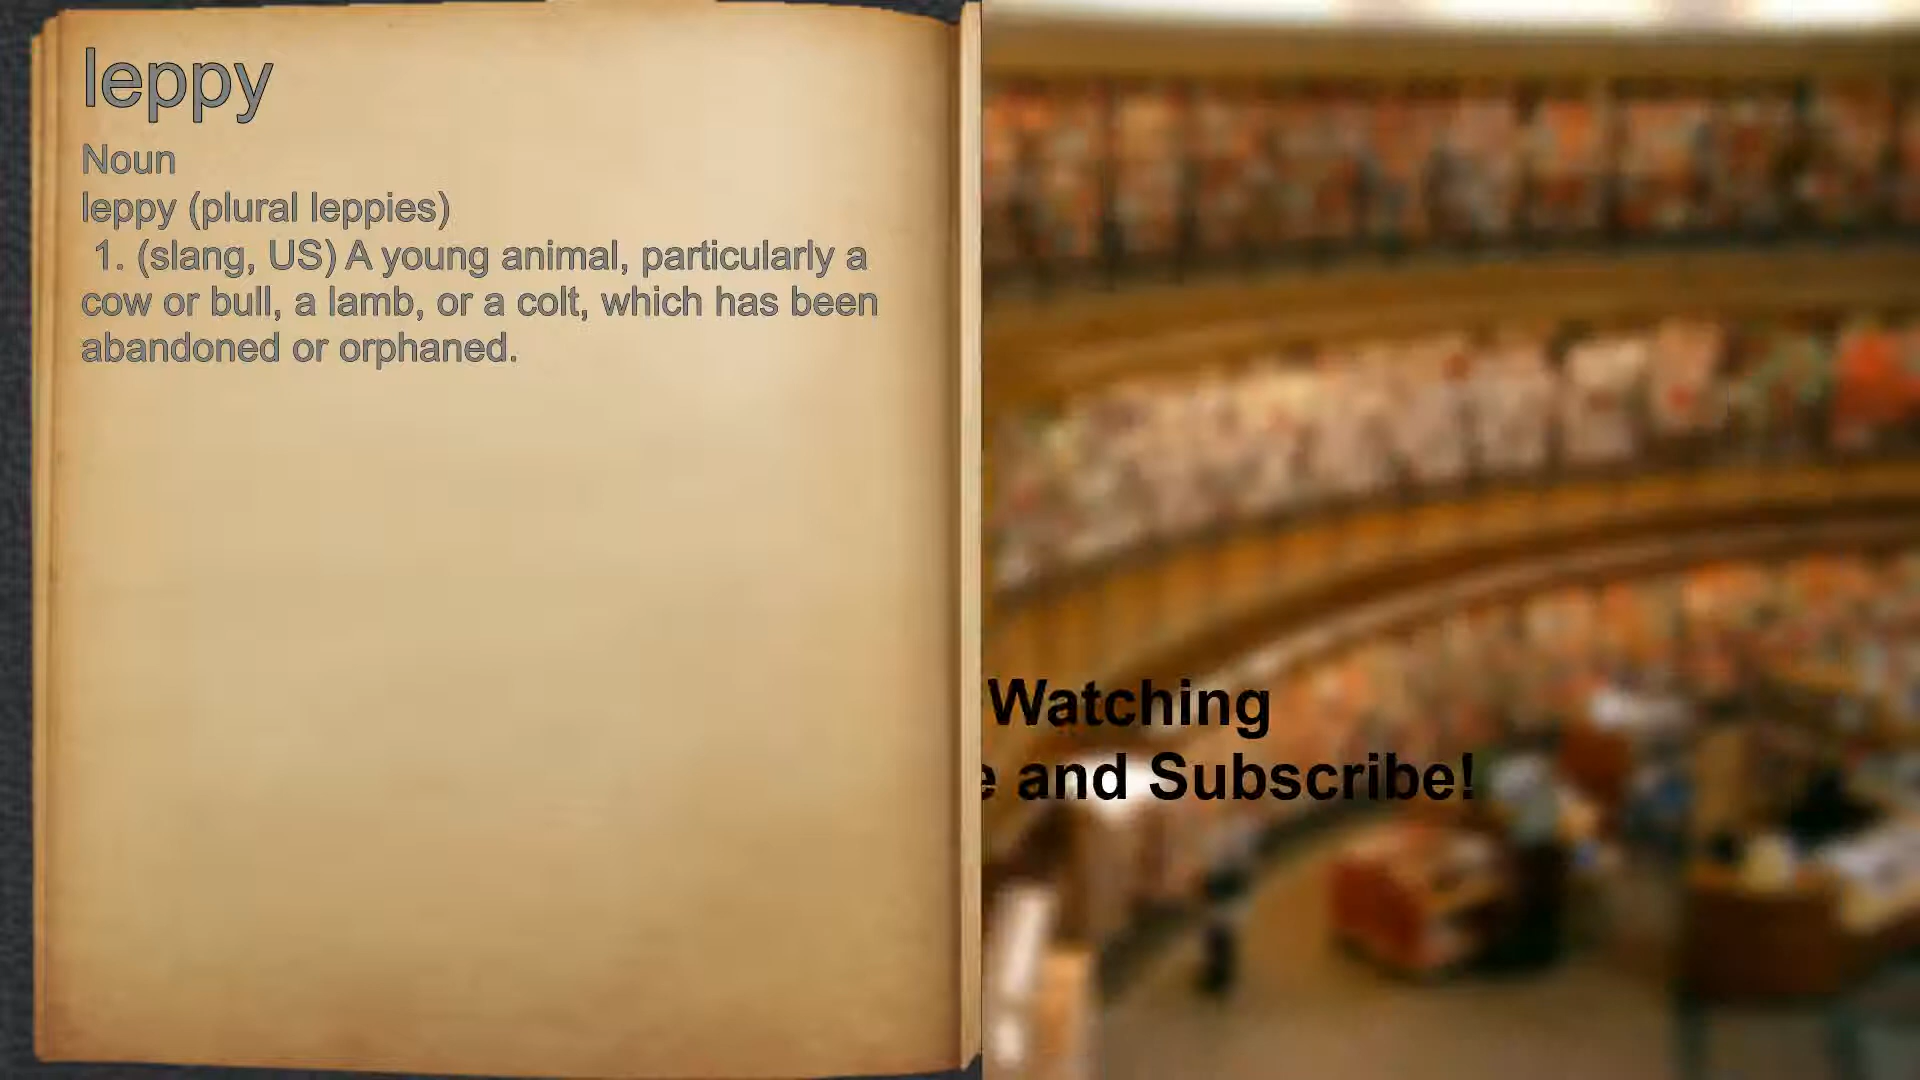 leppy
Noun
leppy (plural leppies)
1. (slang, US) A young animal, particularly a
cow or bull, a lamb, or a colt, which has been
abandoned or orphaned.
Watching
e and Subscribe!